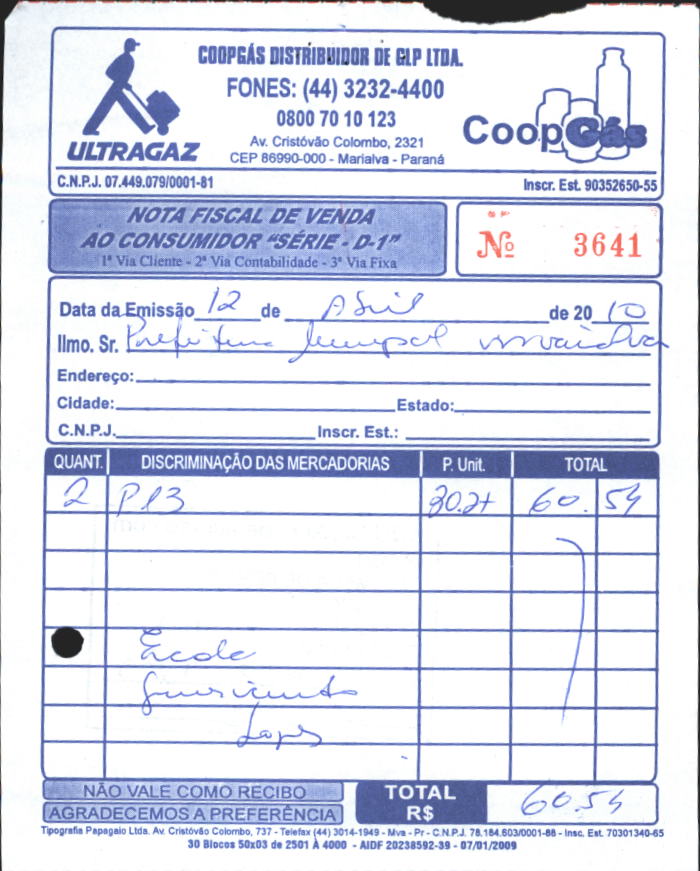 COOPGÁS DISTRIBUIDOR DE GLP LTDA.
FONES: (44) 3232-4400
0800 70 10 123
Av. Cristóvão Colombo, 2321
CEP 86990-000 - Marialva - Paraná
ULTRAGAZ
CoopGás
C.N.P.J. 07.449.079/0001-81 Inscr. Est. 90352650-55
NOTA FISCAL DE VENDA
AO CONSUMIDOR "SÉRIE - D-1"
1ª Via Cliente - 2ª Via Contabilidade - 3ª Via Fixa
Nº 3641
Data da Emissão 12 de Abril de 2010
Ilmo. Sr. Prefeitura
Endereço:
Cidade: Estado:
C.N.P.J. Inscr. Est.:
QUANT. DISCRIMINAÇÃO DAS MERCADORIAS P. Unit. TOTAL
2 P13 30.27 60.54
Escola
Lopes
NÃO VALE COMO RECIBO
AGRADECEMOS A PREFERÊNCIA
TOTAL R$ 60.54
Tipografia Papagaio Ltda. Av. Cristóvão Colombo, 737 - Telefax (44) 3014-1949 - Mva - Pr - C.N.P.J. 78.184.603/0001-88 - Insc. Est. 70301340-65
30 Blocos 50x03 de 2501 À 4000 - AIDF 20238592-39 - 07/01/2009